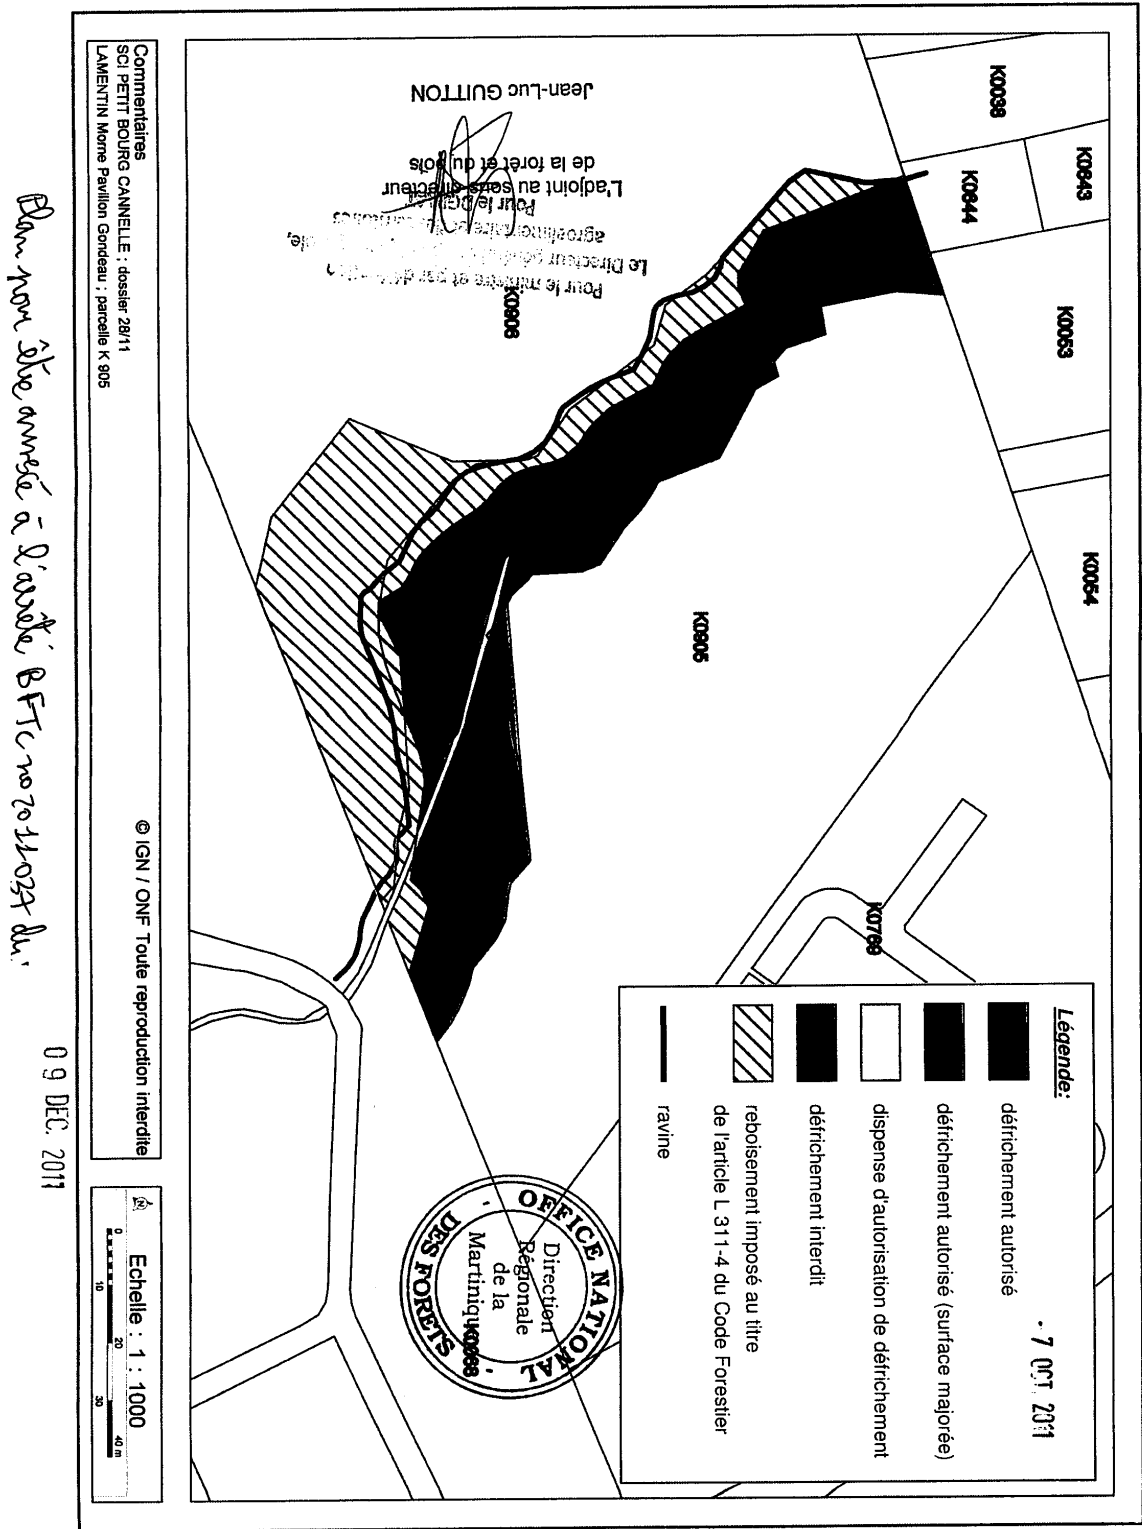 K0038
K0643
K0644
K0053
K0054
K0906
K0905
K0769
Pour le ministre et par
Le Directeur général
agroalimentaire
Pour le
L'adjoint au sous directeur
de la forêt et du bois
Jean-Luc GUITTON
Légende:
- 7 OCT. 2011
défrichement autorisé
défrichement autorisé (surface majorée)
dispense d'autorisation de défrichement
défrichement interdit
reboisement imposé au titre
de l'article L 311-4 du Code Forestier
ravine
OFFICE NATIONAL
DES FORETS
Direction
Régionale
de la
Martinique
Commentaires
SCI PETIT BOURG CANNELLE ; dossier 28/11
LAMENTIN Morne Pavillon Gondeau ; parcelle K 905
© IGN / ONF Toute reproduction interdite
N
Echelle : 1 : 1000
0 10 20 30 40 m
Plan pour être annexé à l'arrêté BFTC no 2011037 du:
09 DEC. 2011